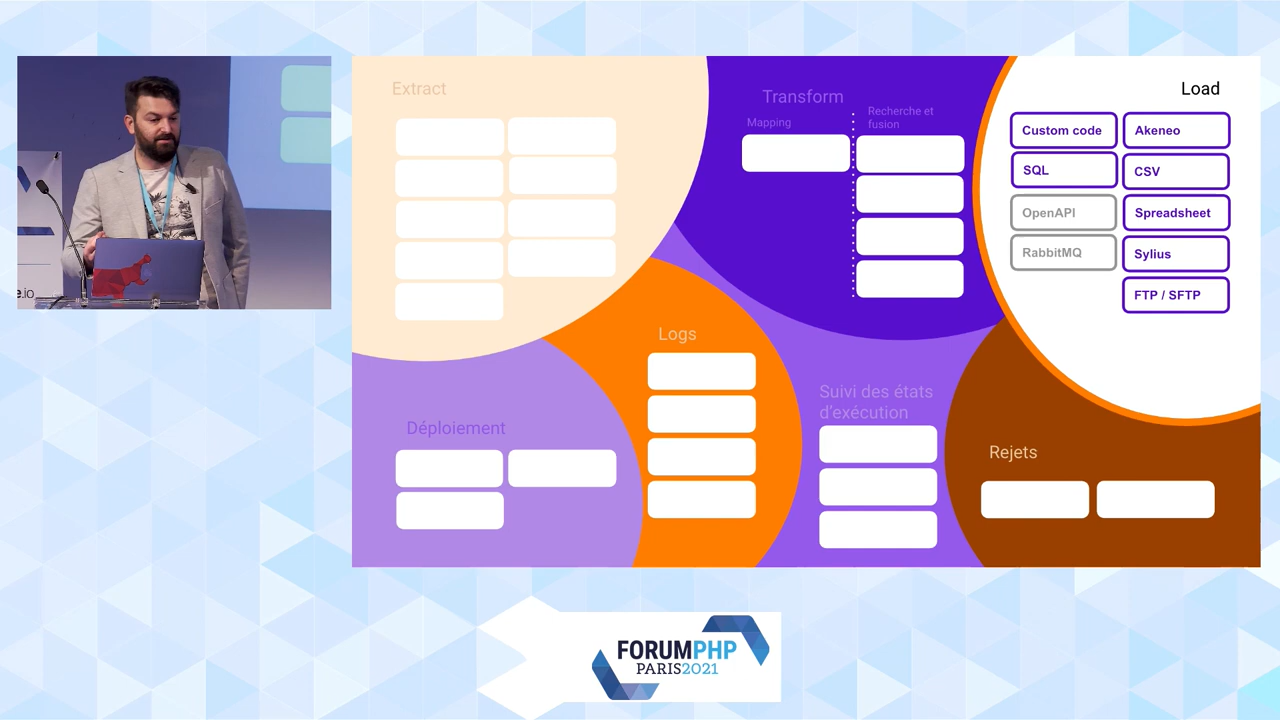 e.io
Extract
Transform
Mapping
Recherche et
fusion
Load
Custom code
Akeneo
SQL
CSV
OpenAPI
Spreadsheet
RabbitMQ
Sylius
FTP / SFTP
Logs
Suivi des états
d'exécution
Déploiement
Rejets
FORUMPHP
PARIS2021